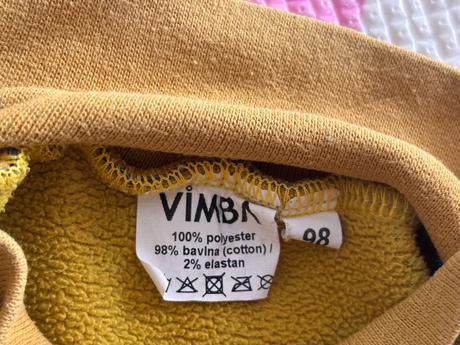 VIMBA
100% polyester
98% bavlna (cotton) /
2% elastan
98